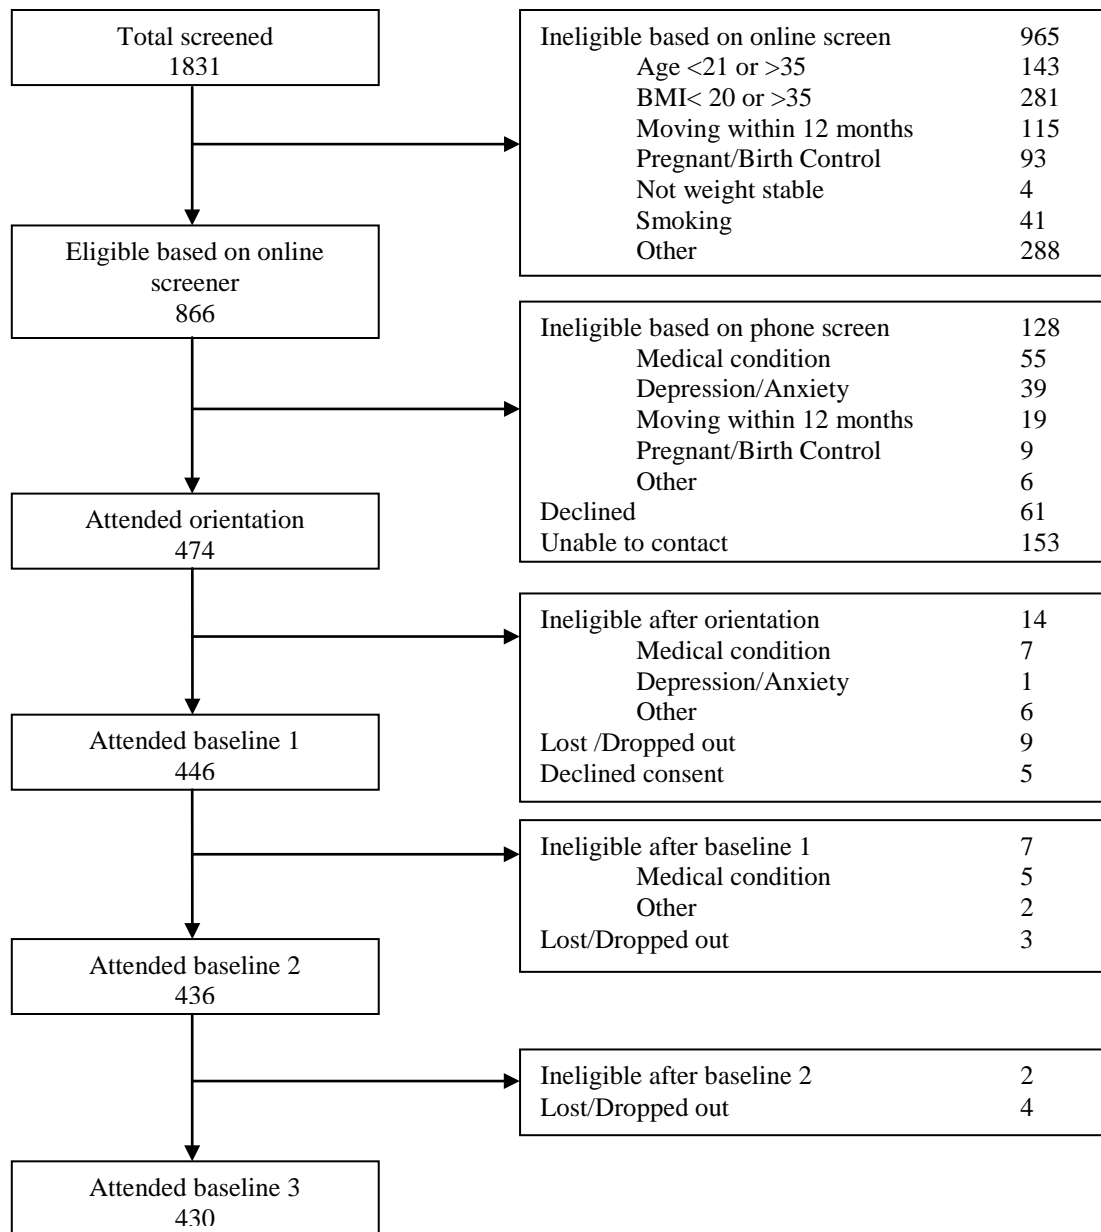 Total screened
1831
Ineligible based on online screen 965
Age <21 or >35 143
BMI< 20 or >35 281
Moving within 12 months 115
Pregnant/Birth Control 93
Not weight stable 4
Smoking 41
Other 288
Eligible based on online
screener
866
Ineligible based on phone screen 128
Medical condition 55
Depression/Anxiety 39
Moving within 12 months 19
Pregnant/Birth Control 9
Other 6
Declined 61
Unable to contact 153
Attended orientation
474
Ineligible after orientation 14
Medical condition 7
Depression/Anxiety 1
Other 6
Lost /Dropped out 9
Declined consent 5
Attended baseline 1
446
Ineligible after baseline 1 7
Medical condition 5
Other 2
Lost/Dropped out 3
Attended baseline 2
436
Ineligible after baseline 2 2
Lost/Dropped out 4
Attended baseline 3
430